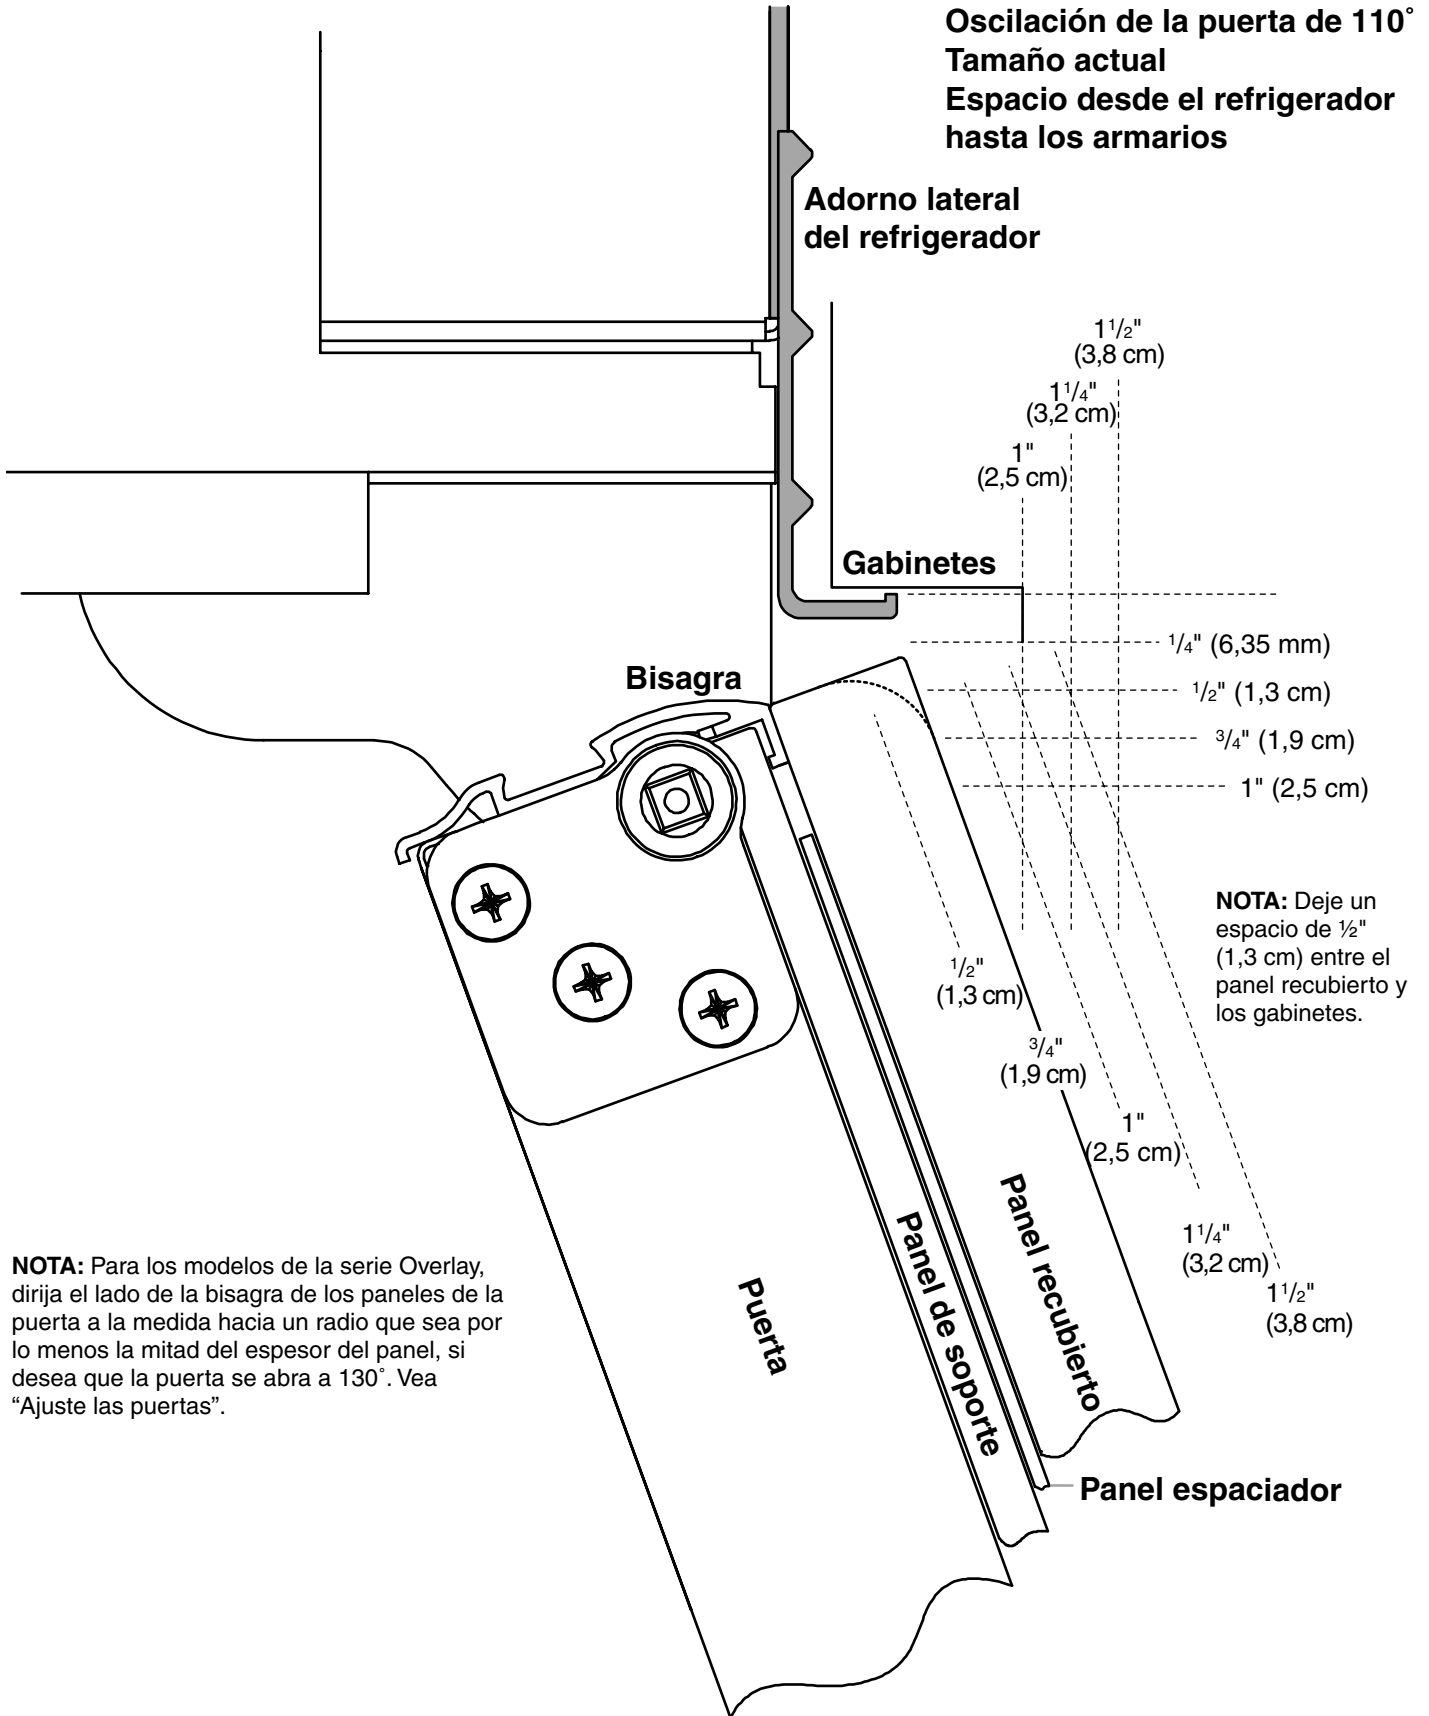 Oscilación de la puerta de 110˚
Tamaño actual
Espacio desde el refrigerador
hasta los armarios
Adorno lateral
del refrigerador
1 1/2"
(3,8 cm)
1 1/4"
(3,2 cm)
1"
(2,5 cm)
Gabinetes
1/4" (6,35 mm)
1/2" (1,3 cm)
3/4" (1,9 cm)
1" (2,5 cm)
Bisagra
NOTA: Deje un
espacio de ½"
(1,3 cm) entre el
panel recubierto y
los gabinetes.
1/2"
(1,3 cm)
3/4"
(1,9 cm)
1"
(2,5 cm)
1 1/4"
(3,2 cm)
1 1/2"
(3,8 cm)
Puerta
Panel de soporte
Panel recubierto
NOTA: Para los modelos de la serie Overlay,
dirija el lado de la bisagra de los paneles de la
puerta a la medida hacia un radio que sea por
lo menos la mitad del espesor del panel, si
desea que la puerta se abra a 130˚. Vea
“Ajuste las puertas”.
Panel espaciador